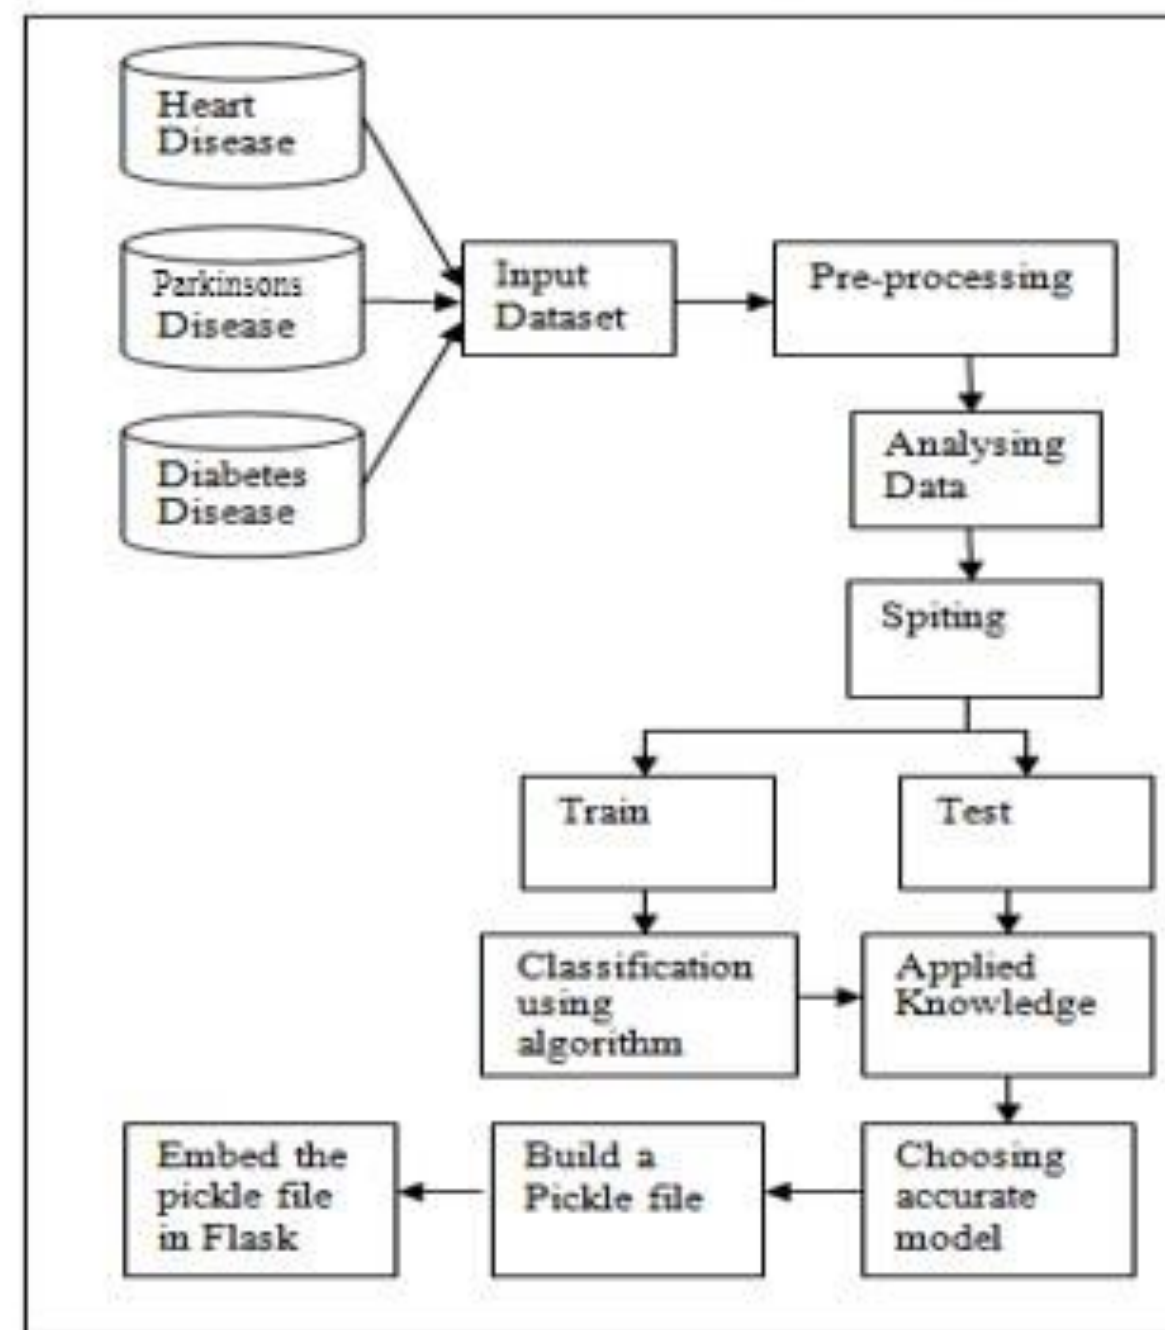 Heart
Disease
Parkinsons
Disease
Diabetes
Disease
Input
Dataset
Pre-processing
Analysing
Data
Spiting
Train
Test
Classification
using
algorithm
Applied
Knowledge
Choosing
accurate
model
Build a
Pickle file
Embed the
pickle file
in Flask